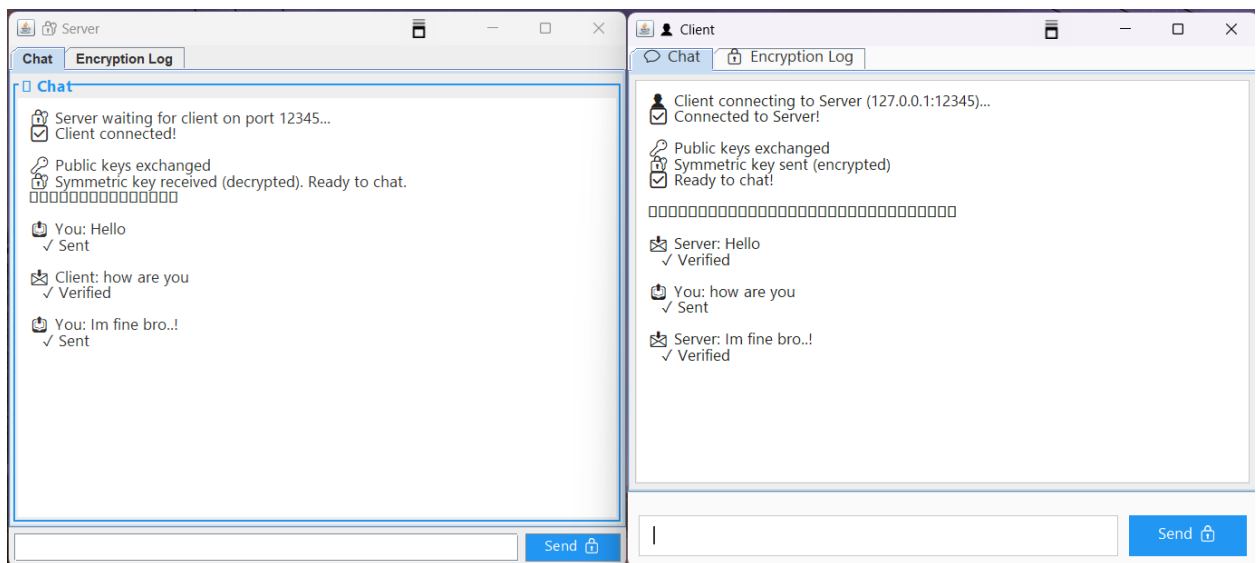 Server
Chat
Encryption Log
Chat
Server waiting for client on port 12345...
Client connected!
Public keys exchanged
Symmetric key received (decrypted). Ready to chat.
You: Hello
✓ Sent
Client: how are you
✓ Verified
You: Im fine bro..!
✓ Sent
Send
Client
Chat
Encryption Log
Client connecting to Server (127.0.0.1:12345)...
Connected to Server!
Public keys exchanged
Symmetric key sent (encrypted)
Ready to chat!
Server: Hello
✓ Verified
You: how are you
✓ Sent
Server: Im fine bro..!
✓ Verified
Send